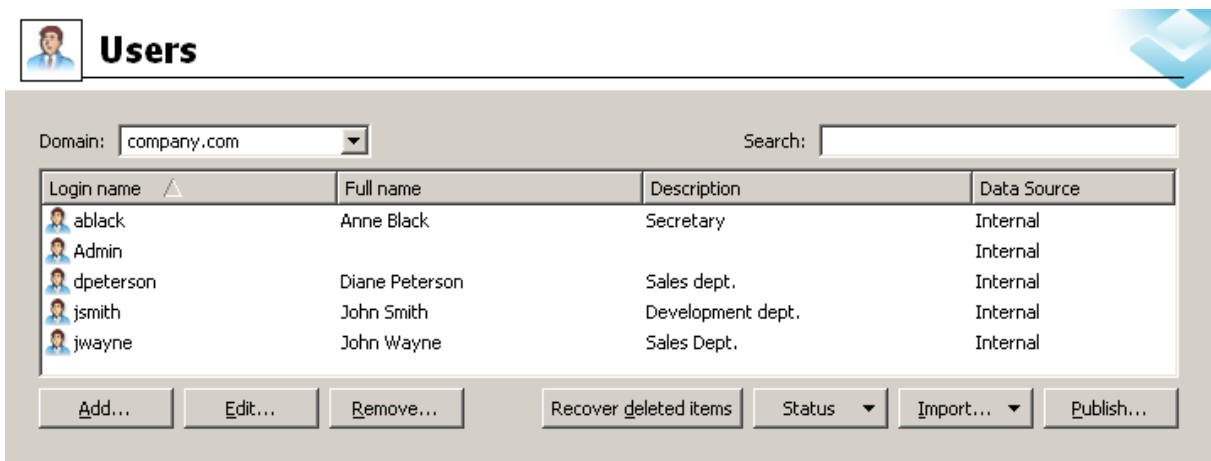 Users
Domain: company.com Search:
Login name Full name Description Data Source
ablack Anne Black Secretary Internal
Admin Internal
dpeterson Diane Peterson Sales dept. Internal
jsmith John Smith Development dept. Internal
jwayne John Wayne Sales Dept. Internal
Add... Edit... Remove... Recover deleted items Status Import... Publish...